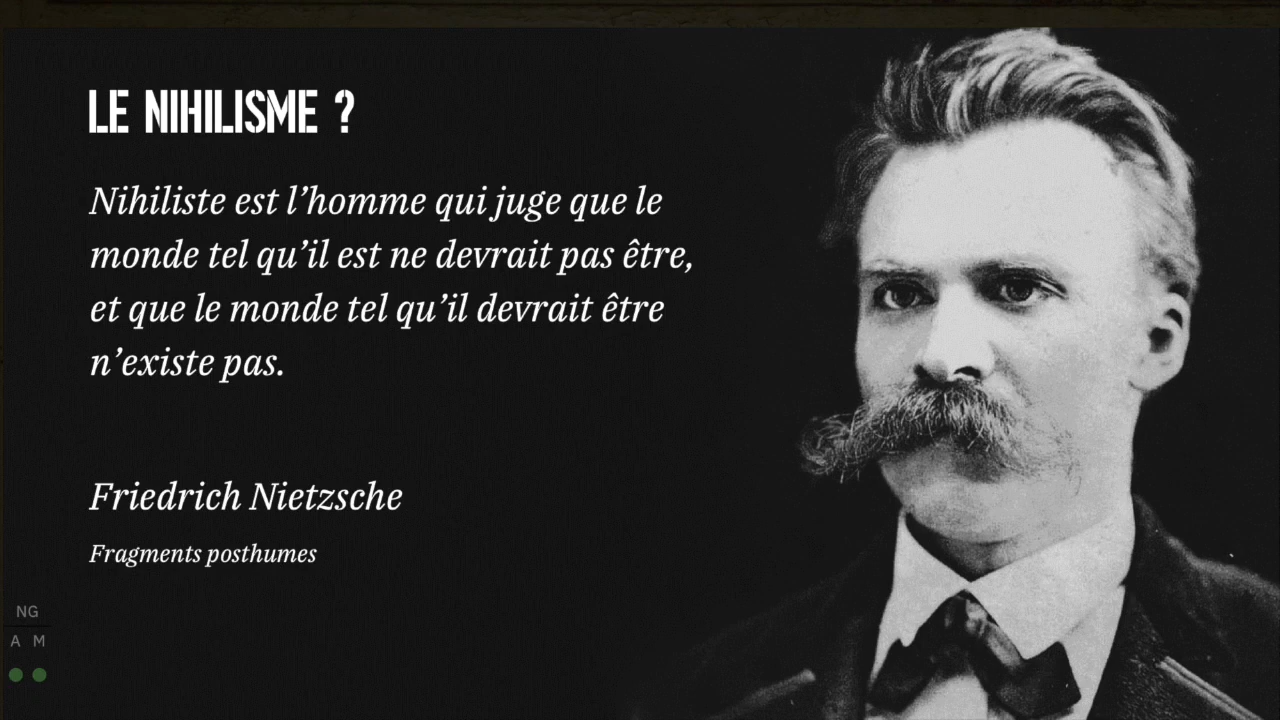 LE NIHILISME ?
Nihiliste est l’homme qui juge que le
monde tel qu’il est ne devrait pas être,
et que le monde tel qu’il devrait être
n’existe pas.
Friedrich Nietzsche
Fragments posthumes
NG
A M